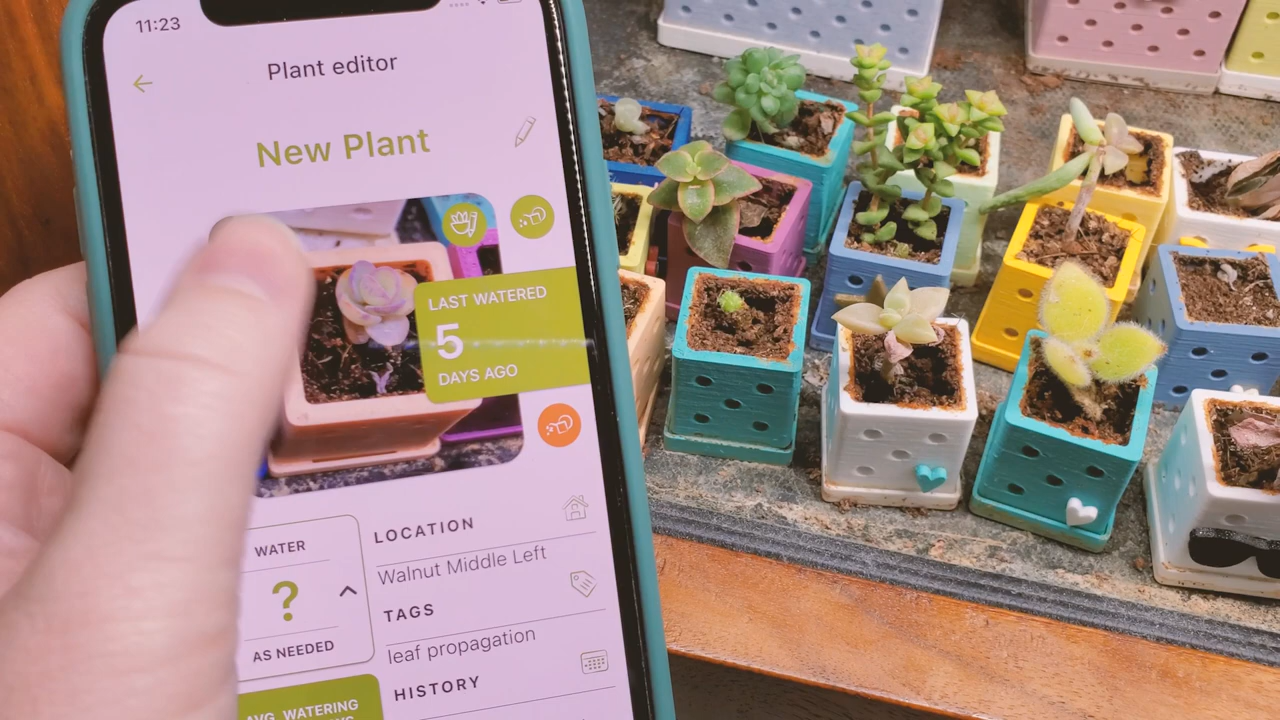 11:23
Plant editor
New Plant
LAST WATERED
5
DAYS AGO
WATER
?
AS NEEDED
LOCATION
Walnut Middle Left
TAGS
leaf propagation
HISTORY
AVG. WATERING